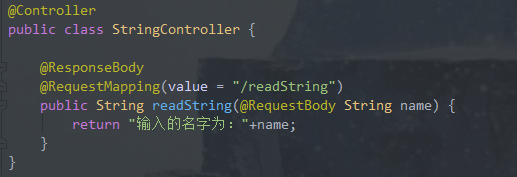 @Controller
public class StringController {
@ResponseBody
@RequestMapping(value = "/readString")
public String readString(@RequestBody String name) {
return "输入的名字为："+name;
}
}